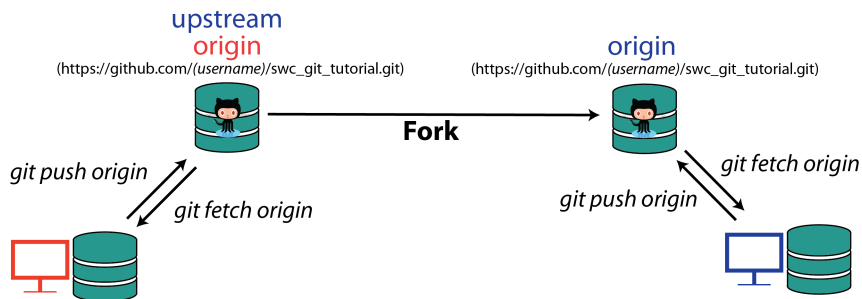 upstream
origin
(https://github.com/(username)/swc_git_tutorial.git)
origin
(https://github.com/(username)/swc_git_tutorial.git)
Fork
git push origin
git fetch origin
git fetch origin
git push origin